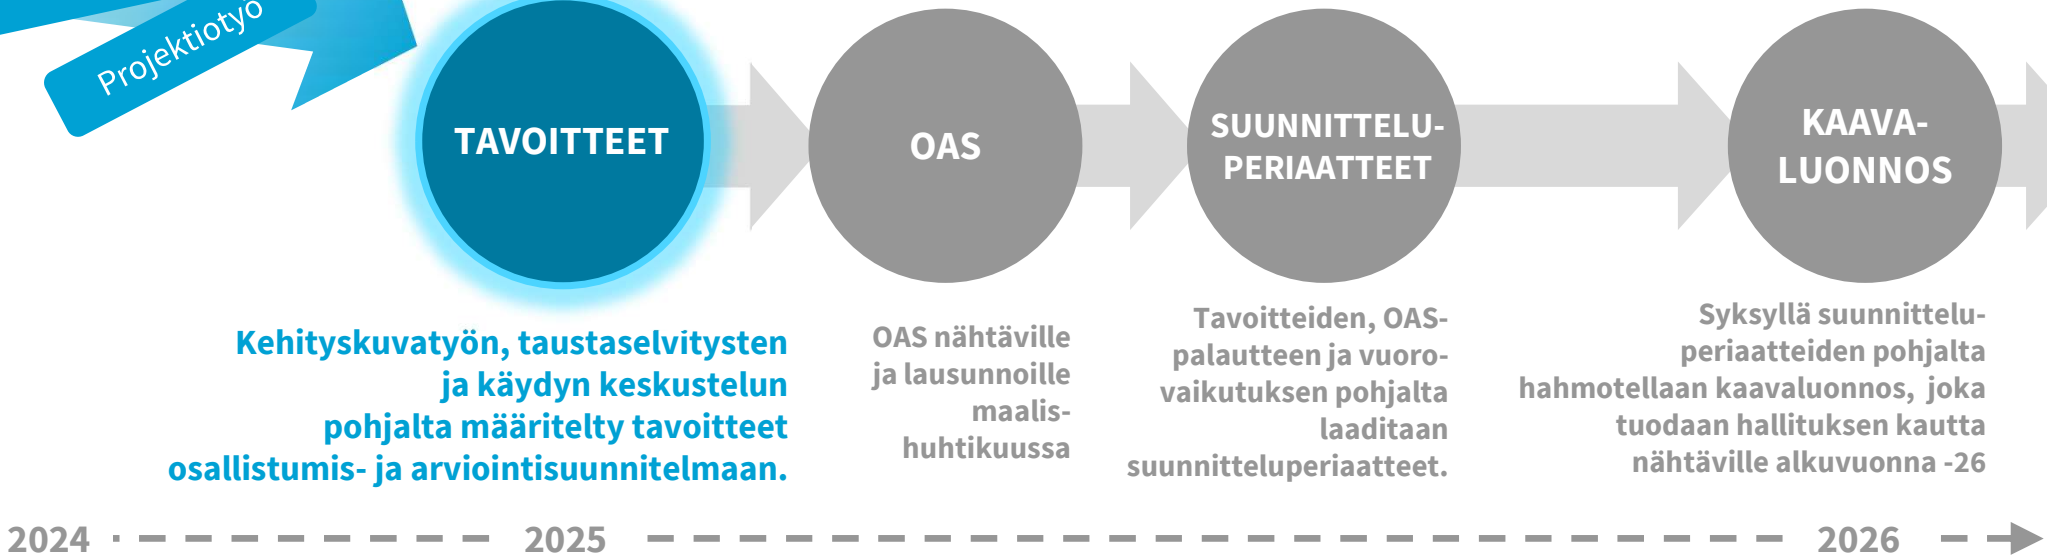 Projektiotyö
TAVOITTEET
OAS
SUUNNITTELU-
PERIAATTEET
KAAVA-
LUONNOS
Kehityskuvatyön, taustaselvitysten
ja käydyn keskustelun
pohjalta määritelty tavoitteet
osallistumis- ja arviointisuunnitelmaan.
OAS nähtäville
ja lausunnoille
maalis-
huhtikuussa
Tavoitteiden, OAS-
palautteen ja vuoro-
vaikutuksen pohjalta
laaditaan
suunnitteluperiaatteet.
Syksyllä suunnittelu-
periaatteiden pohjalta
hahmotellaan kaavaluonnos, joka
tuodaan hallituksen kautta
nähtäville alkuvuonna -26
2024
2025
2026